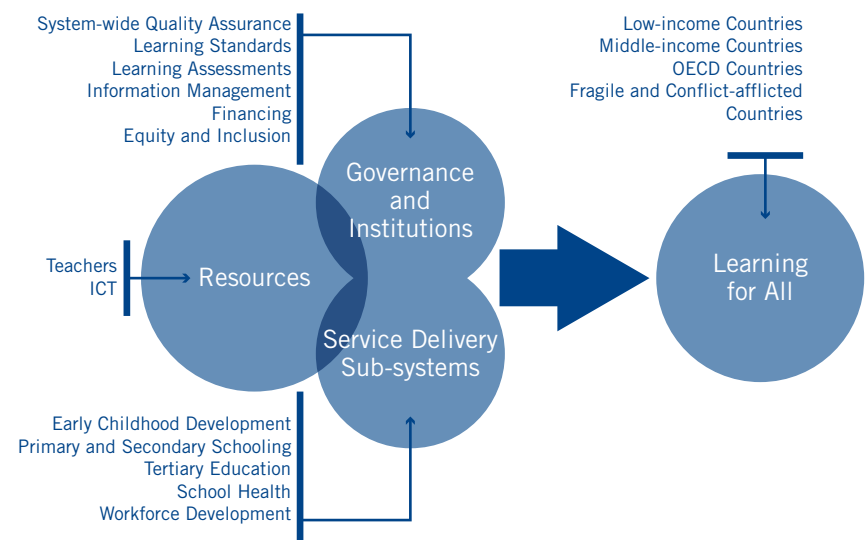 System-wide Quality Assurance
Learning Standards
Learning Assessments
Information Management
Financing
Equity and Inclusion
Low-income Countries
Middle-income Countries
OECD Countries
Fragile and Conflict-afflicted
Countries
Governance
and
Institutions
Teachers
ICT
Resources
Learning
for All
Service Delivery
Sub-systems
Early Childhood Development
Primary and Secondary Schooling
Tertiary Education
School Health
Workforce Development